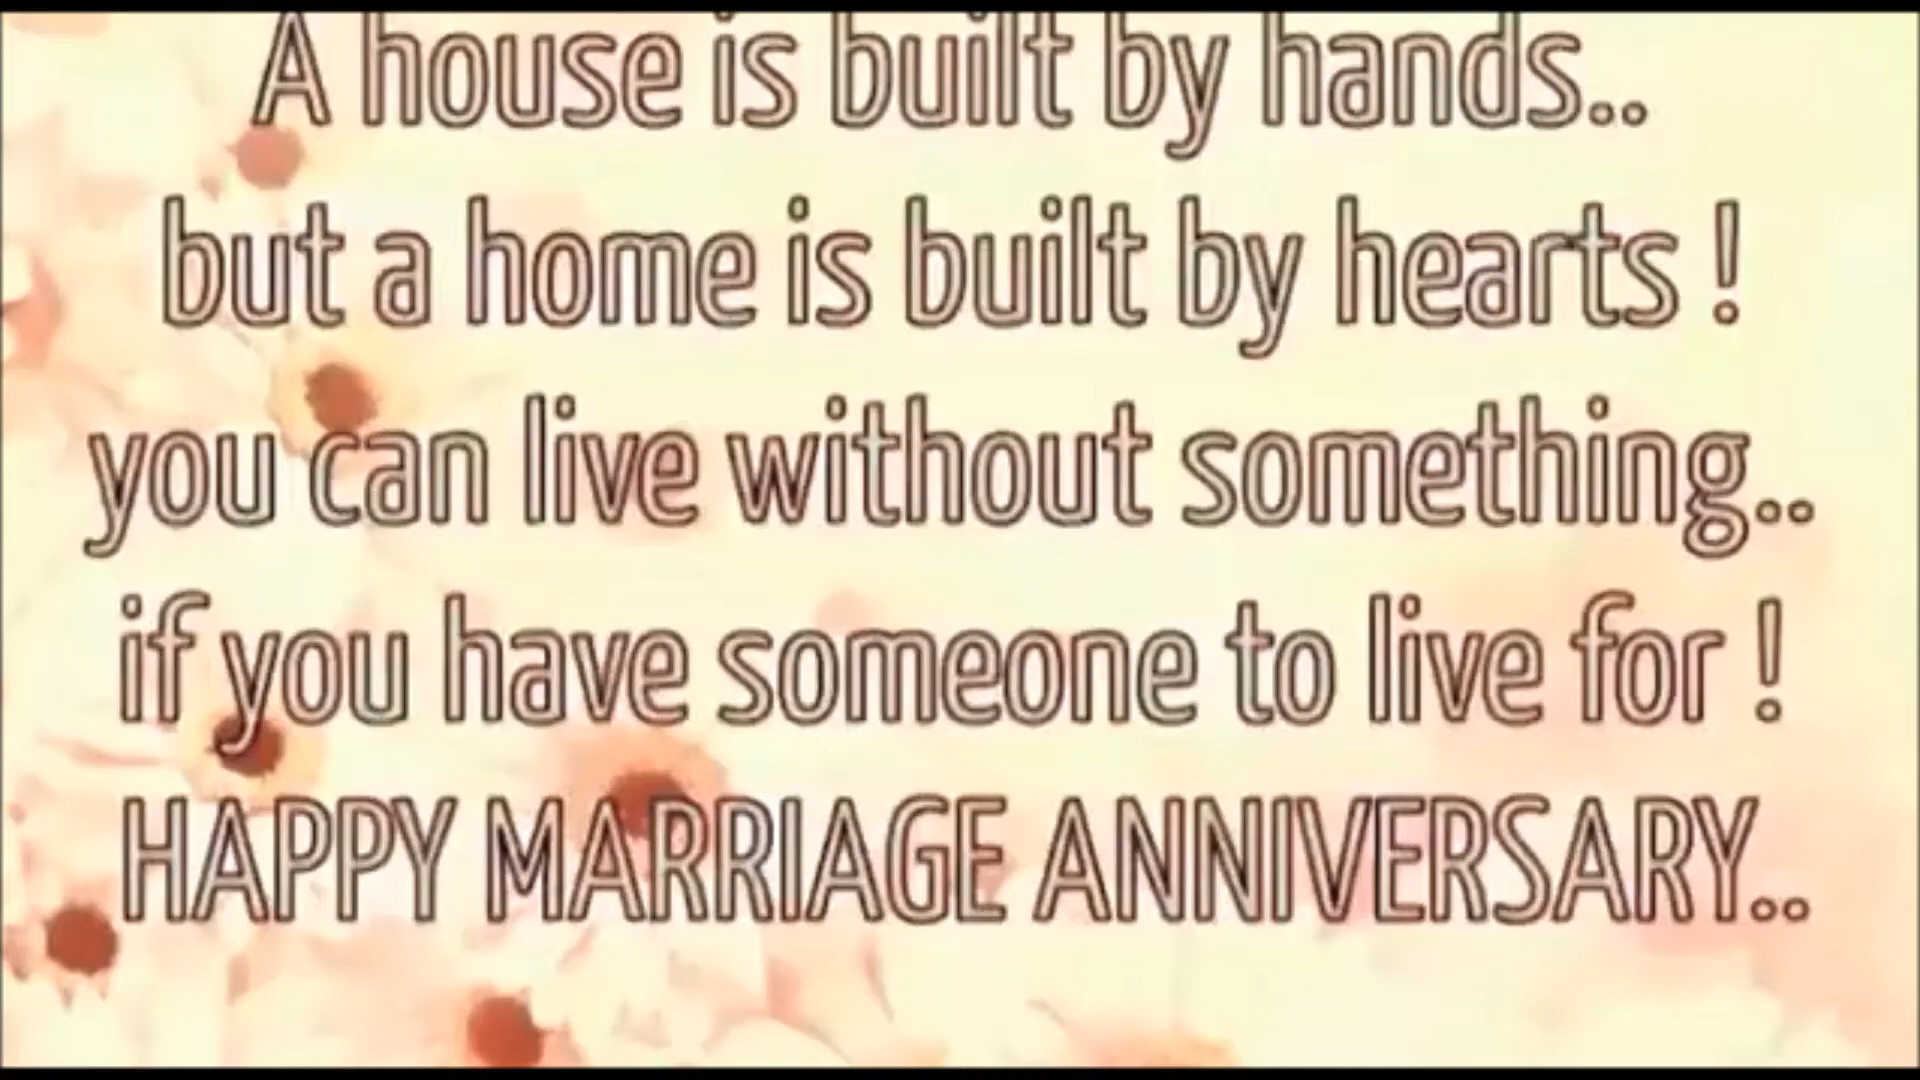 A house is built by hands..
but a home is built by hearts !
you can live without something..
if you have someone to live for !
HAPPY MARRIAGE ANNIVERSARY..